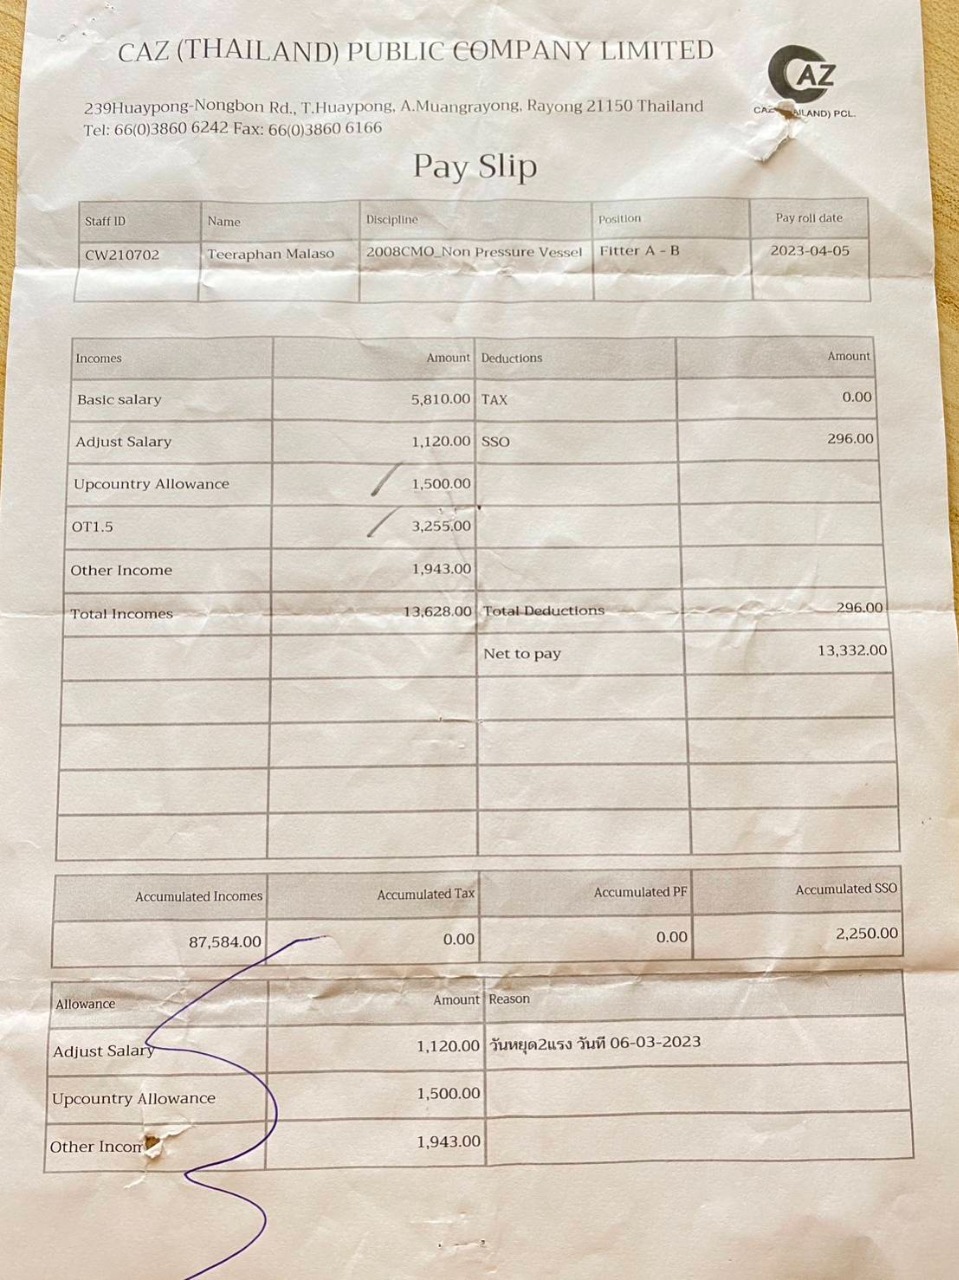 CAZ (THAILAND) PUBLIC COMPANY LIMITED
CAZ
239Huaypong-Nongbon Rd., T.Huaypong, A.Muangrayong, Rayong 21150 Thailand
Tel: 66(0)3860 6242 Fax: 66(0)3860 6166
PCL.
Pay Slip
Staff ID Name Discipline Position Pay roll date
CW210702 Teeraphan Malaso 2008CMO_Non Pressure Vessel Fitter A - B 2023-04-05
Incomes Amount Deductions Amount
Basic salary 5,810.00 TAX 0.00
Adjust Salary 1,120.00 SSO 296.00
Upcountry Allowance 1,500.00
OT1.5 3,255.00
Other Income 1,943.00
Total Incomes 13,628.00 Total Deductions 296.00
Net to pay 13,332.00
Accumulated Incomes Accumulated Tax Accumulated PF Accumulated SSO
87,584.00 0.00 0.00 2,250.00
Allowance Amount Reason
Adjust Salary 1,120.00 วันหยุด2แรง วันที่ 06-03-2023
Upcountry Allowance 1,500.00
Other 1,943.00